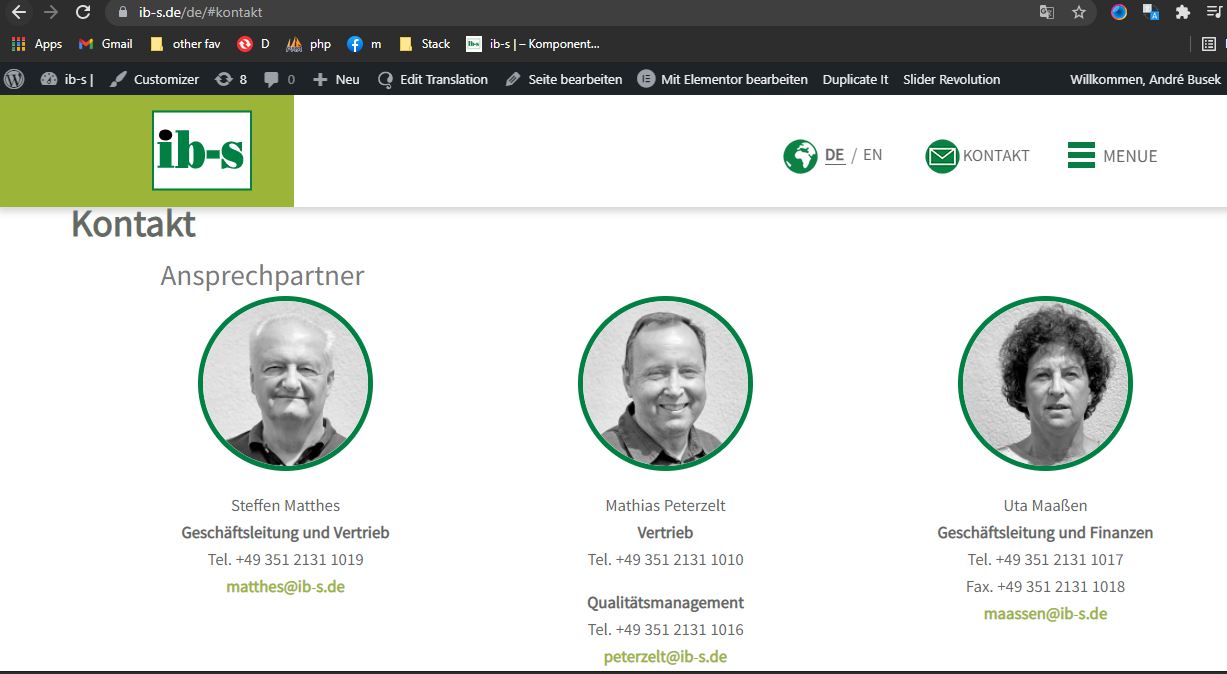 ib-s.de/de/#kontakt
Apps Gmail other fav D php m Stack ib-s | – Komponent...
ib-s | Customizer 8 0 Neu Edit Translation Seite bearbeiten Mit Elementor bearbeiten Duplicate It Slider Revolution Willkommen, André Busek
ib-s
DE / EN KONTAKT MENUE
Kontakt
Ansprechpartner
Steffen Matthes
Geschäftsleitung und Vertrieb
Tel. +49 351 2131 1019
matthes@ib-s.de
Mathias Peterzelt
Vertrieb
Tel. +49 351 2131 1010
Qualitätsmanagement
Tel. +49 351 2131 1016
peterzelt@ib-s.de
Uta Maaßen
Geschäftsleitung und Finanzen
Tel. +49 351 2131 1017
Fax. +49 351 2131 1018
maassen@ib-s.de